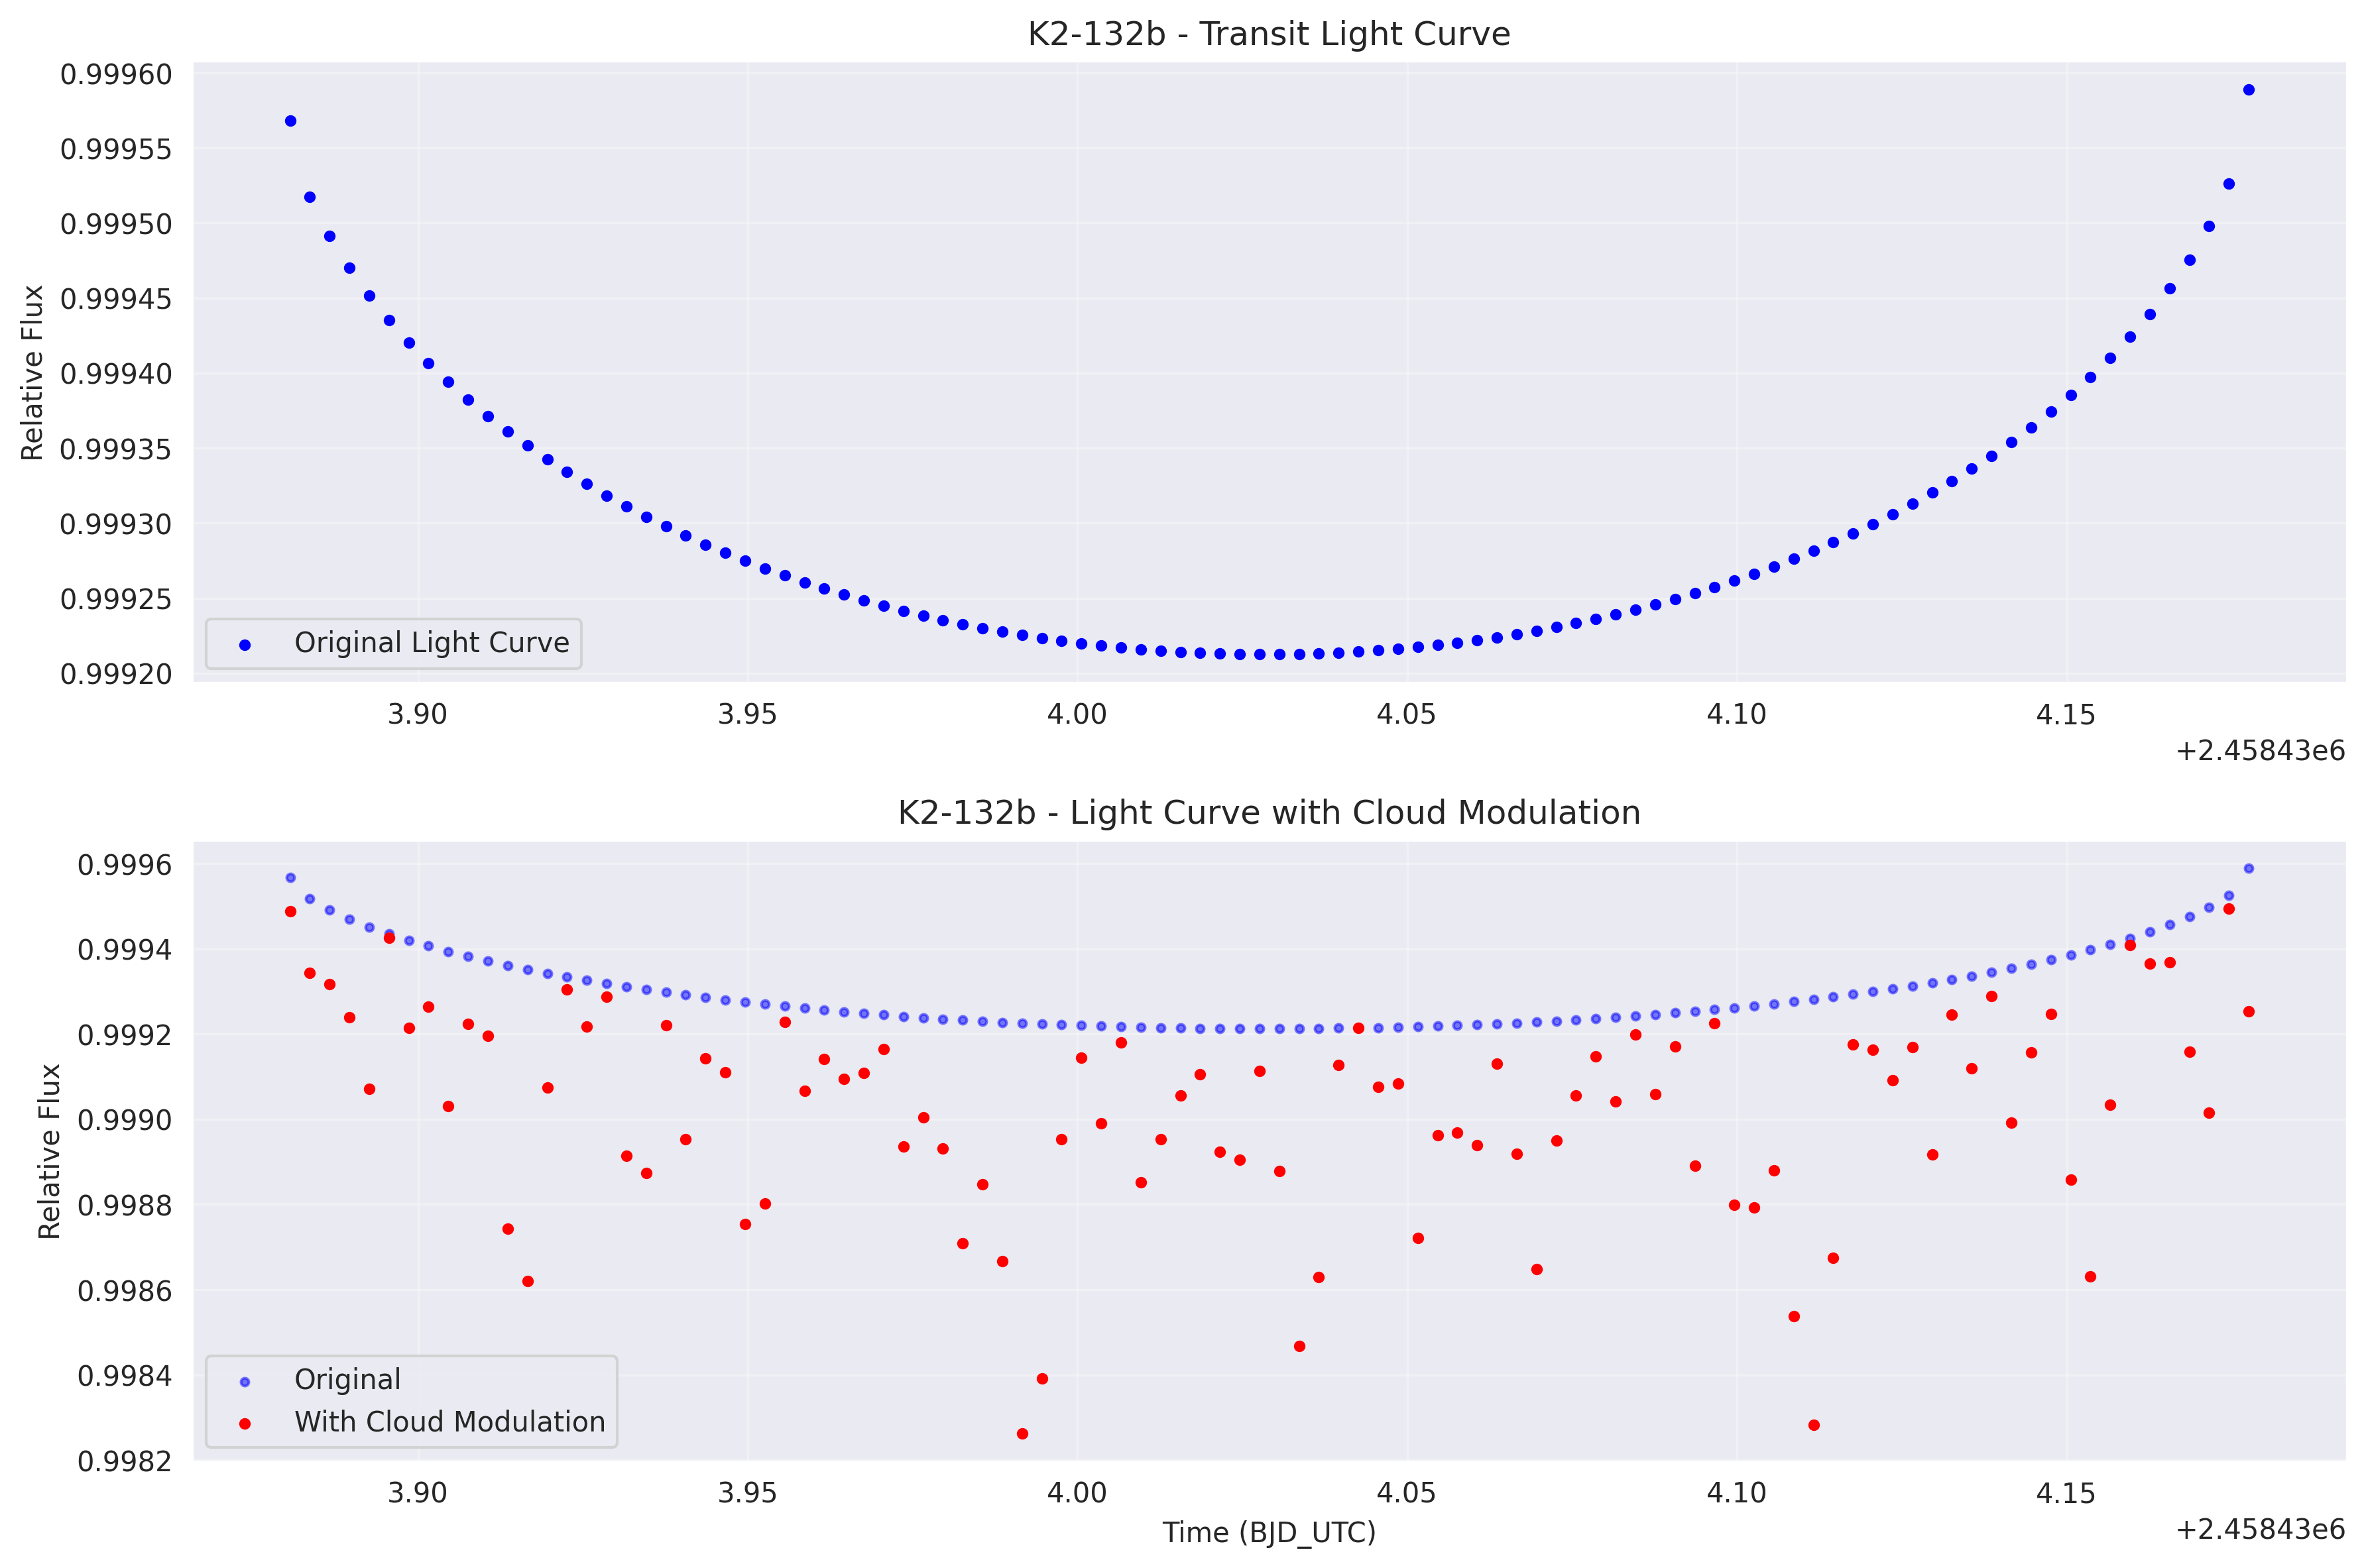 K2-132b - Transit Light Curve
0.99960
0.99955
0.99950
0.99945
0.99940
0.99935
0.99930
0.99925
0.99920
Relative Flux
Original Light Curve
3.90 3.95 4.00 4.05 4.10 4.15
+2.45843e6
K2-132b - Light Curve with Cloud Modulation
0.9996
0.9994
0.9992
0.9990
0.9988
0.9986
0.9984
0.9982
Relative Flux
Original
With Cloud Modulation
3.90 3.95 4.00 4.05 4.10 4.15
Time (BJD_UTC)
+2.45843e6